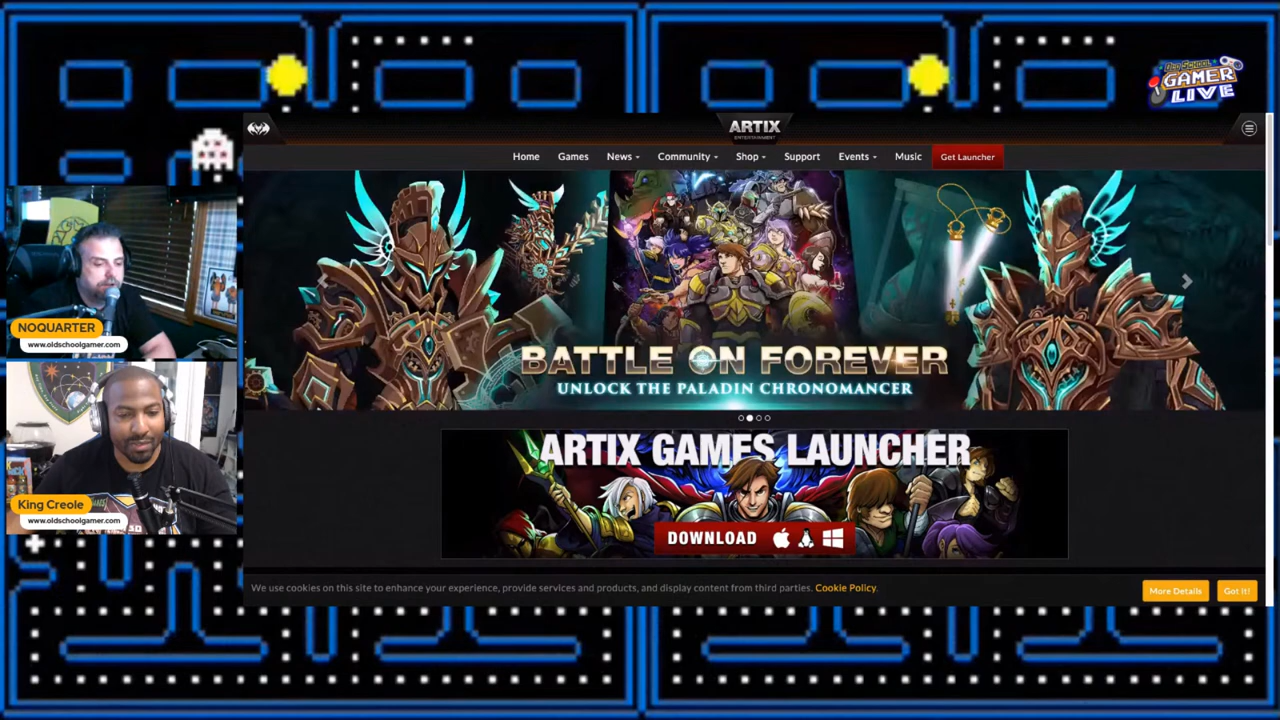 OLD SCHOOL
GAMER
LIVE
ARTIX
ENTERTAINMENT
Home
Games
News
Community
Shop
Support
Events
Music
Get Launcher
BATTLE ON FOREVER
UNLOCK THE PALADIN CHRONOMANCER
ARTIX GAMES LAUNCHER
DOWNLOAD
We use cookies on this site to enhance your experience, provide services and products, and display content from third parties. Cookie Policy.
More Details
Got It!
NOQUARTER
www.oldschoolgamer.com
King Creole
www.oldschoolgamer.com